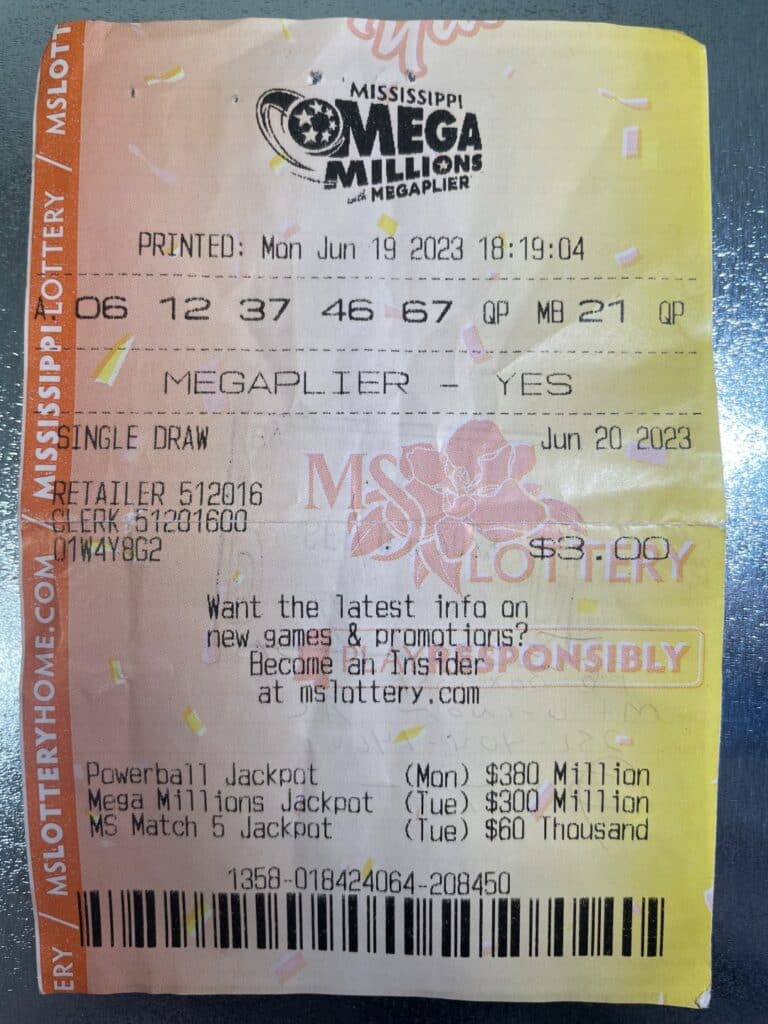 MISSISSIPPI
MEGA
MILLIONS
with MEGAPLIER
PRINTED: Mon Jun 19 2023 18:19:04
A. 06 12 37 46 67 QP MB 21 QP
MEGAPLIER - YES
SINGLE DRAW Jun 20 2023
RETAILER 512016
CLERK 51201600
01W4Y8G2 $3.00
MS
LOTTERY
Want the latest info on
new games & promotions?
Become an Insider
at mslottery.com
PLAY RESPONSIBLY
Powerball Jackpot (Mon) $380 Million
Mega Millions Jackpot (Tue) $300 Million
MS Match 5 Jackpot (Tue) $60 Thousand
1358-018424064-208450
ERY / MSLOTTERYHOME.COM / MISSISSIPPI LOTTERY / MSLOTT